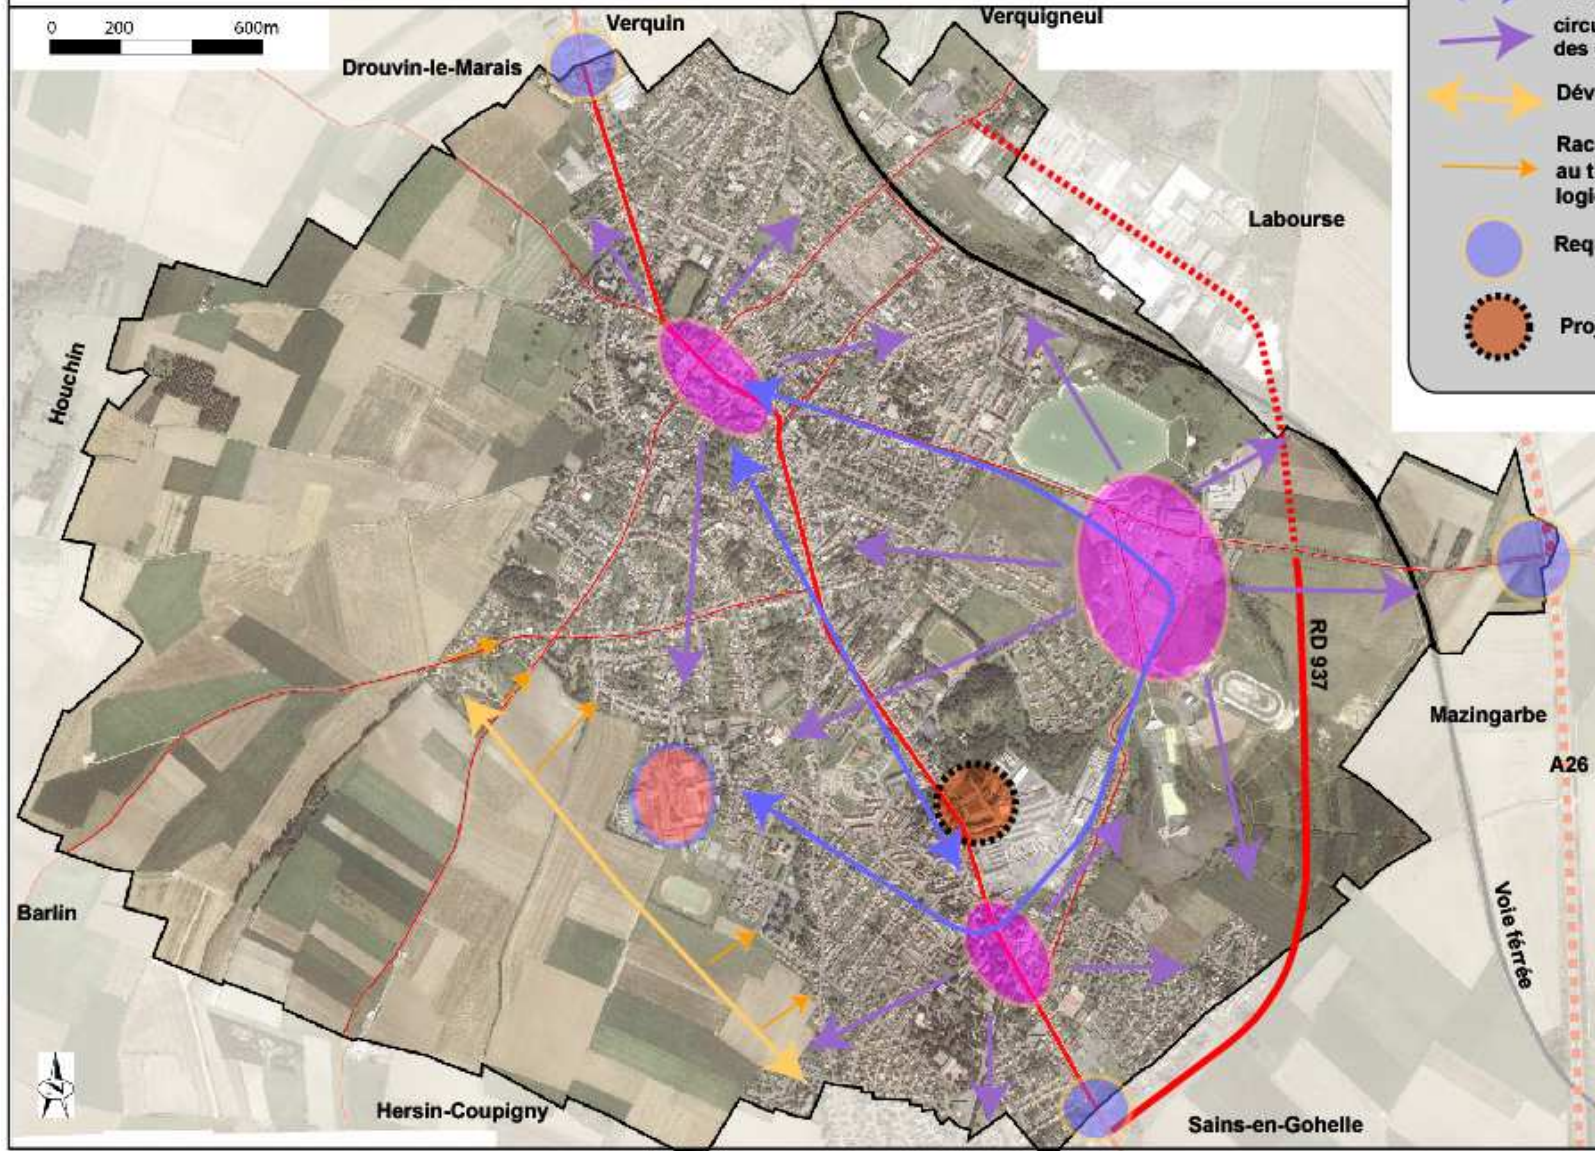 0 200 600m
Verquin
Verquigneul
Drouvin-le-Marais
circu
des
Dév
Rac
au t
logi
Req
Pro
Labourse
Houchin
RD 937
Mazingarbe
A26
Voie férrée
Barlin
Hersin-Coupigny
Sains-en-Gohelle
N